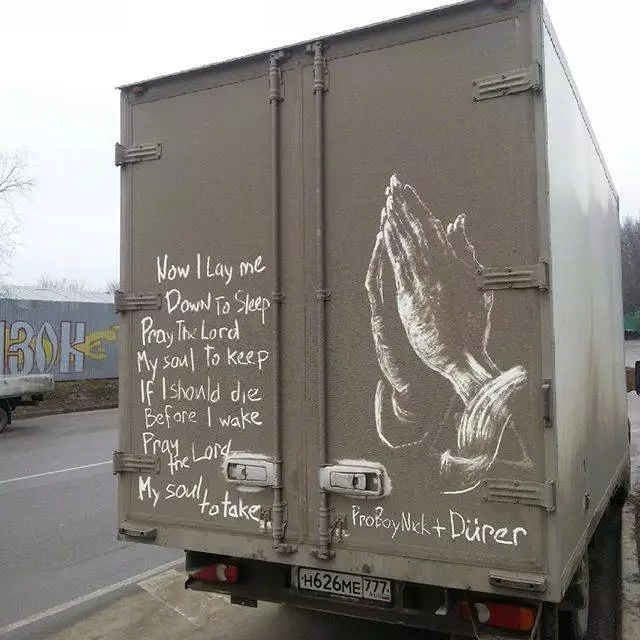 Now I Lay me
Down To Sleep
Pray The Lord
My soul To keep
If I should die
Before I wake
Pray
the Lord
My soul
to take
ProBoyNick + Dürer
Н626МЕ 777
ИЗОН